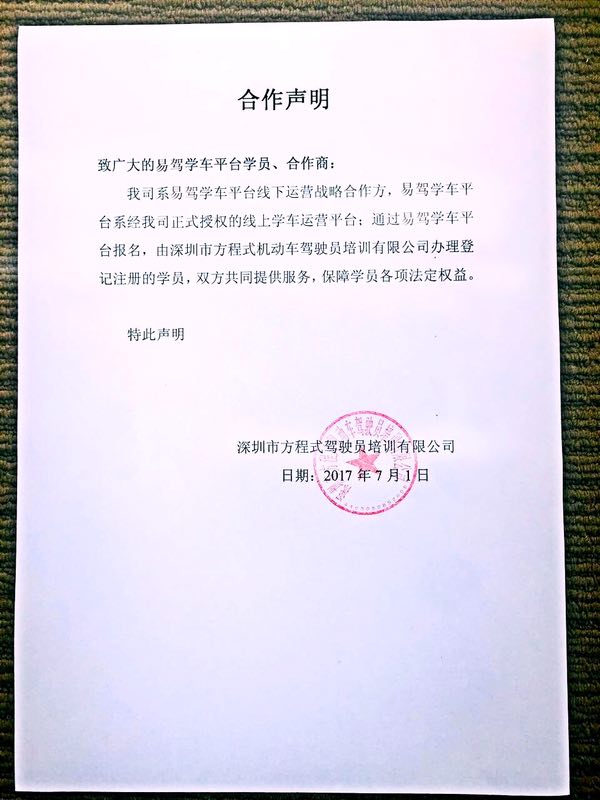 合作声明
致广大的易驾学车平台学员、合作商：
我司系易驾学车平台线下运营战略合作方，易驾学车平
台系经我司正式授权的线上学车运营平台；通过易驾学车平
台报名，由深圳市方程式机动车驾驶员培训有限公司办理登
记注册的学员，双方共同提供服务，保障学员各项法定权益。
特此声明
深圳市方程式驾驶员培训有限公司
日期：2017 年 7 月 1 日